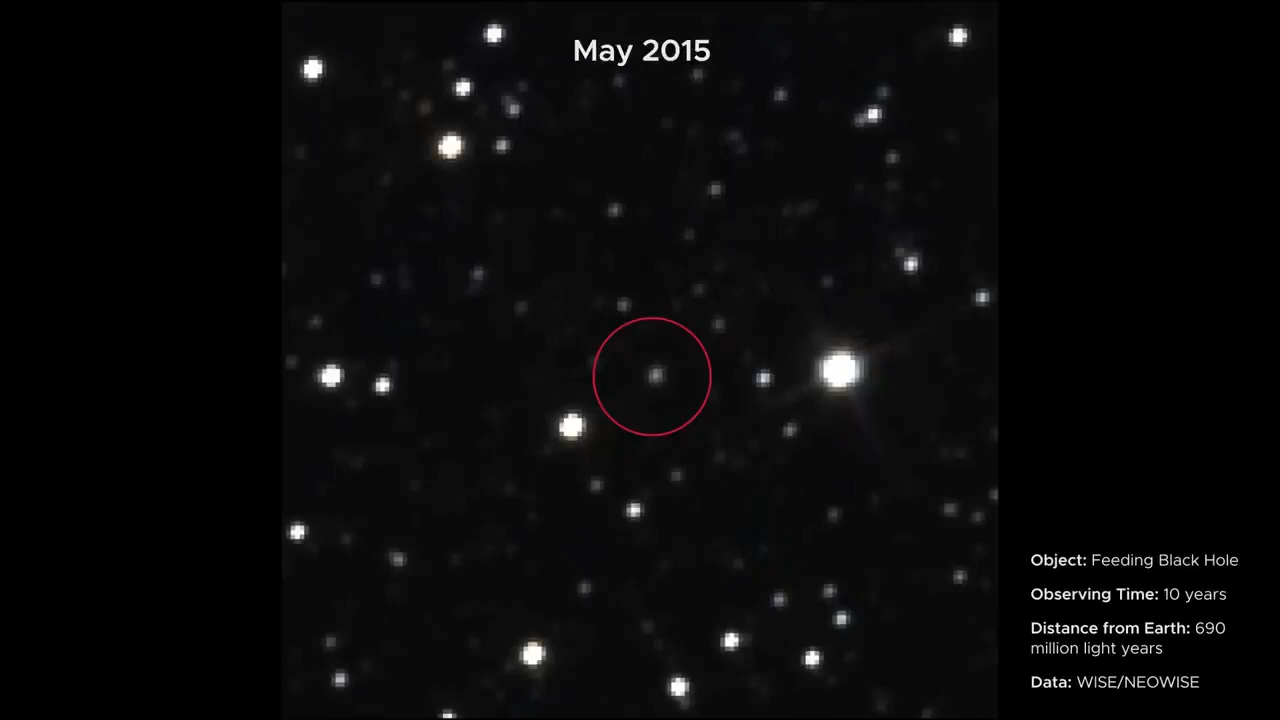 May 2015
Object: Feeding Black Hole
Observing Time: 10 years
Distance from Earth: 690
million light years
Data: WISE/NEOWISE